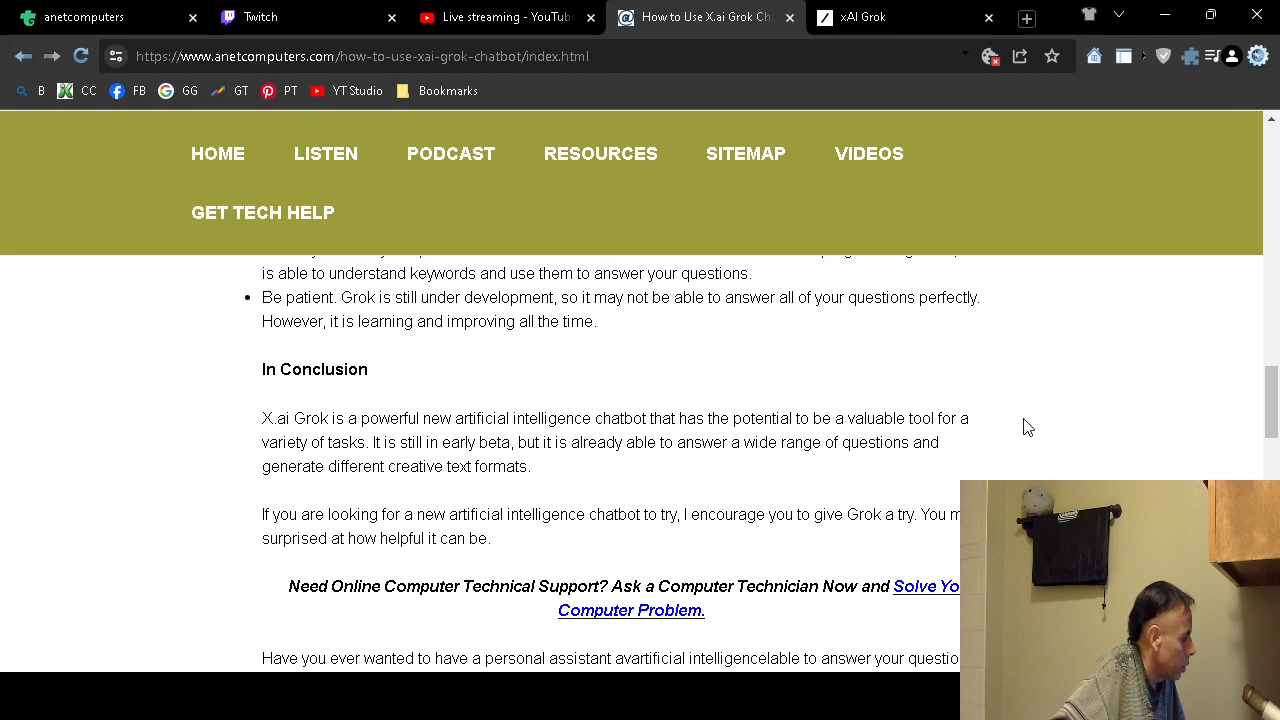 anetcomputers
Twitch
Live streaming - YouTube
How to Use X.ai Grok Ch
xAI Grok
https://www.anetcomputers.com/how-to-use-xai-grok-chatbot/index.html
B
CC
FB
GG
GT
PT
YT Studio
Bookmarks
HOME LISTEN PODCAST RESOURCES SITEMAP VIDEOS
GET TECH HELP
is able to understand keywords and use them to answer your questions.
• Be patient. Grok is still under development, so it may not be able to answer all of your questions perfectly.
However, it is learning and improving all the time.
In Conclusion
X.ai Grok is a powerful new artificial intelligence chatbot that has the potential to be a valuable tool for a
variety of tasks. It is still in early beta, but it is already able to answer a wide range of questions and
generate different creative text formats.
If you are looking for a new artificial intelligence chatbot to try, I encourage you to give Grok a try. You m
surprised at how helpful it can be.
Need Online Computer Technical Support? Ask a Computer Technician Now and Solve Yo
Computer Problem.
Have you ever wanted to have a personal assistant avartificial intelligencelable to answer your questio